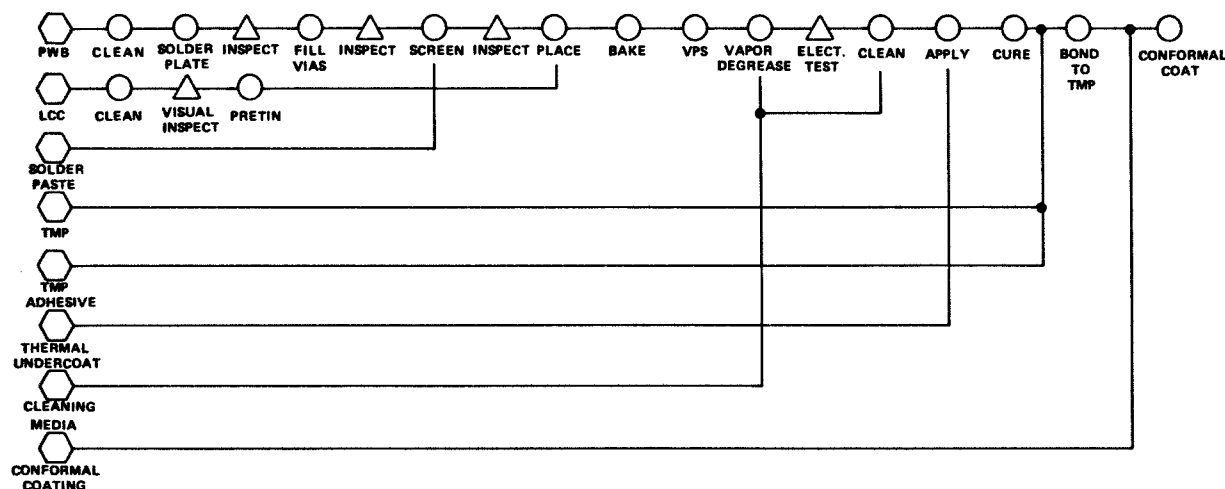 PWB CLEAN SOLDER PLATE INSPECT FILL VIAS INSPECT SCREEN INSPECT PLACE BAKE VPS VAPOR DEGREASE ELECT. TEST CLEAN APPLY CURE BOND TO TMP CONFORMAL COAT
LCC CLEAN VISUAL INSPECT PRETIN
SOLDER
PASTE
TMP
TMP
ADHESIVE
THERMAL
UNDERCOAT
CLEANING
MEDIA
CONFORMAL
COATING